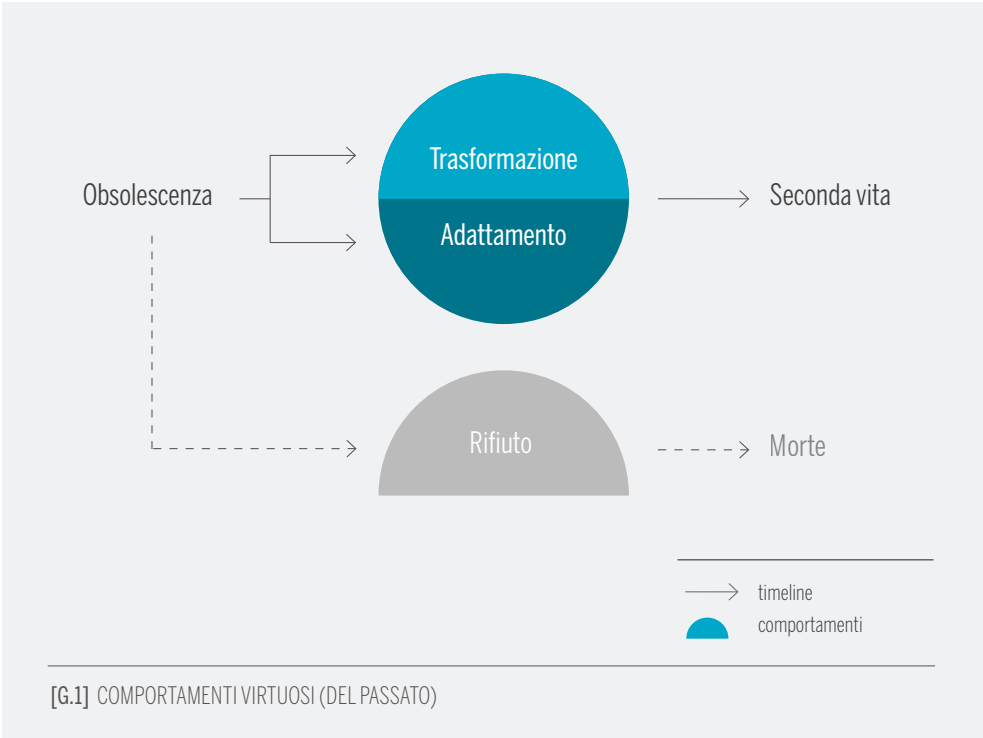 Trasformazione
Obsolescenza
Seconda vita
Adattamento
Rifiuto
Morte
timeline
comportamenti
[G.1] COMPORTAMENTI VIRTUOSI (DEL PASSATO)